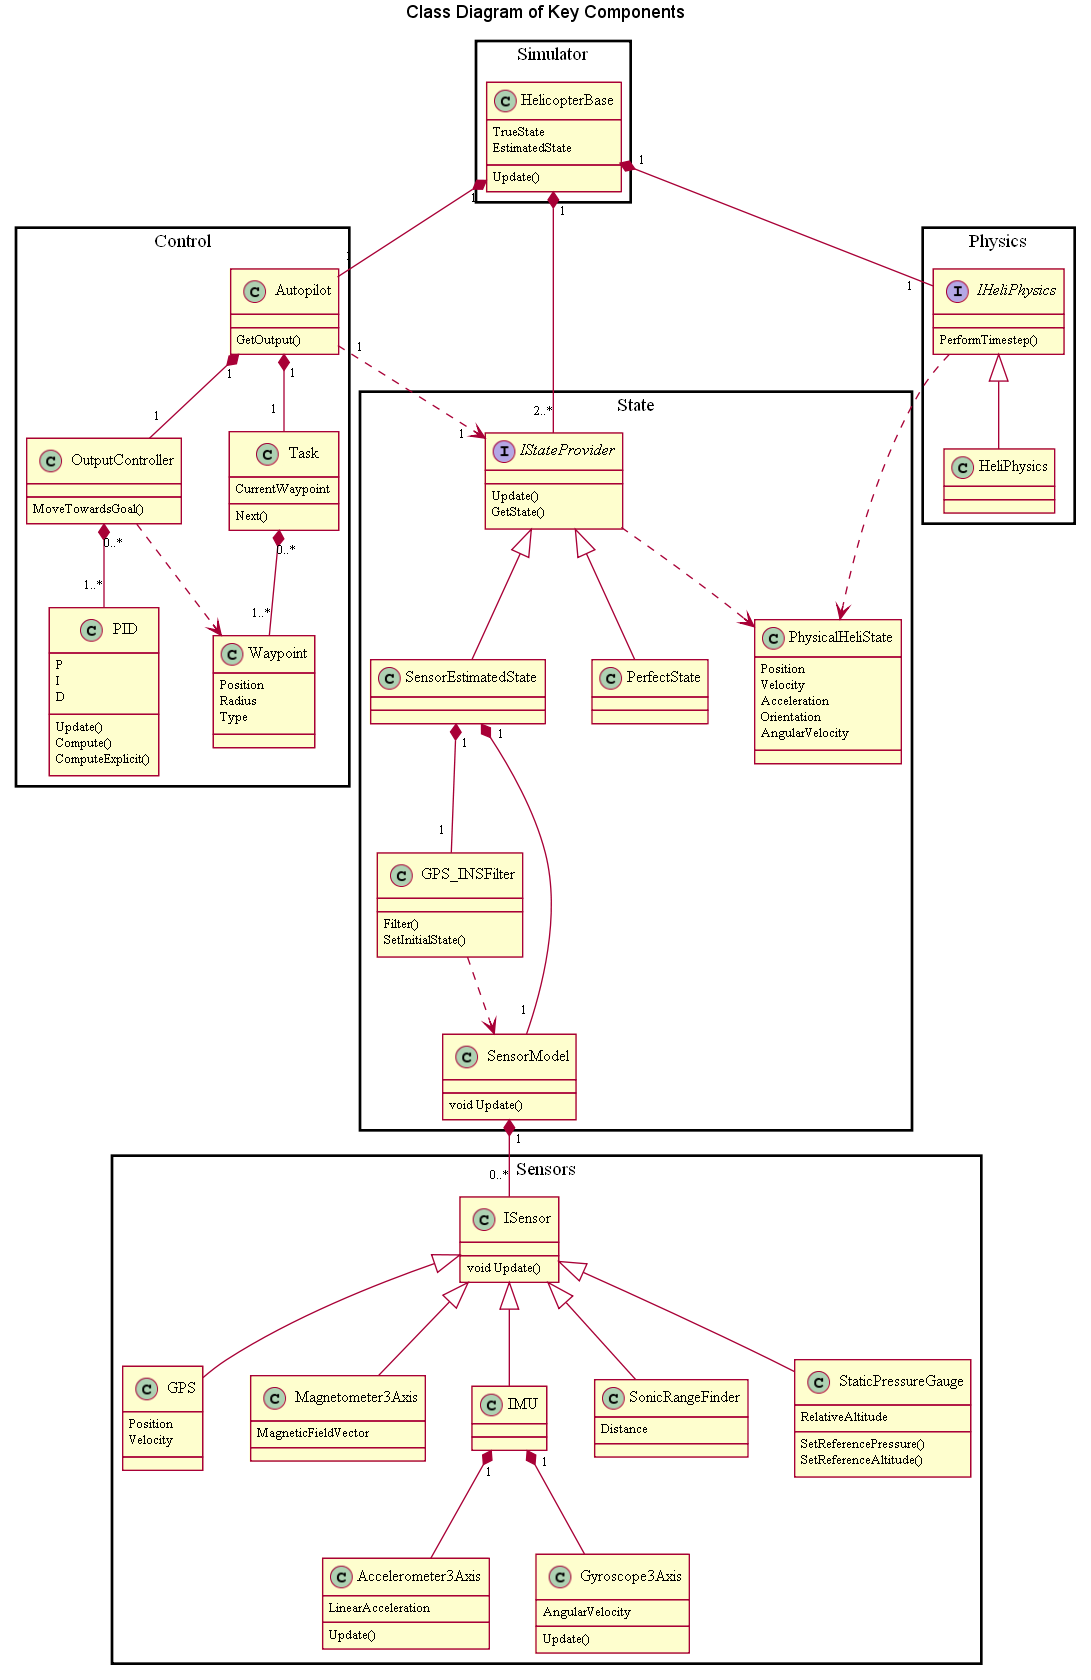 Class Diagram of Key Components
Simulator
C HelicopterBase
TrueState
EstimatedState
Update()
1
1
1
1
2..*
1
1
Control
C Autopilot
GetOutput()
1
1
1
1
1
1
C OutputController
MoveTowardsGoal()
C Task
CurrentWaypoint
Next()
0..*
1..*
0..*
1..*
C PID
P
I
D
Update()
Compute()
ComputeExplicit()
C Waypoint
Position
Radius
Type
Physics
I IHeliPhysics
PerformTimestep()
C HeliPhysics
State
I IStateProvider
Update()
GetState()
C SensorEstimatedState
C PerfectState
C PhysicalHeliState
Position
Velocity
Acceleration
Orientation
AngularVelocity
1
1
1
1
C GPS_INSFilter
Filter()
SetInitialState()
C SensorModel
void Update()
1
0..*
Sensors
C ISensor
void Update()
C GPS
Position
Velocity
C Magnetometer3Axis
MagneticFieldVector
C IMU
C SonicRangeFinder
Distance
C StaticPressureGauge
RelativeAltitude
SetReferencePressure()
SetReferenceAltitude()
1
1
C Accelerometer3Axis
LinearAcceleration
Update()
C Gyroscope3Axis
AngularVelocity
Update()